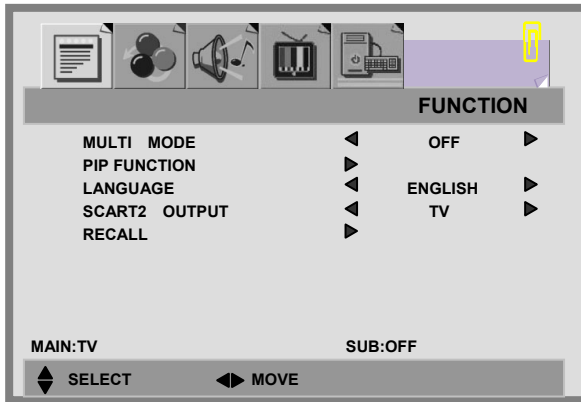 FUNCTION
MULTI MODE OFF
PIP FUNCTION
LANGUAGE ENGLISH
SCART2 OUTPUT TV
RECALL
MAIN:TV SUB:OFF
SELECT MOVE